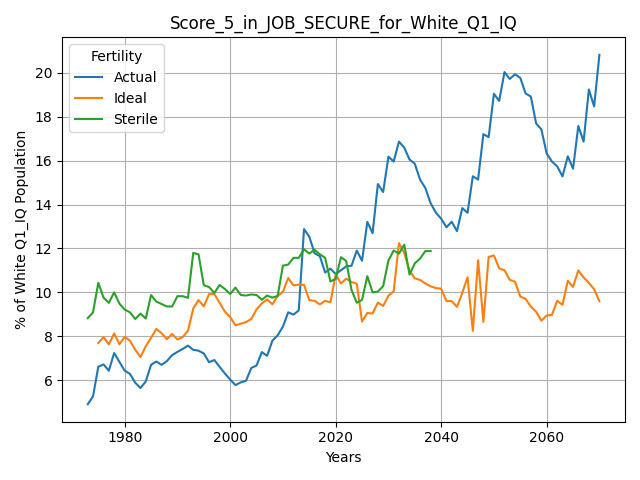 Score_5_in_JOB_SECURE_for_White_Q1_IQ
Fertility
Actual
Ideal
Sterile
% of White Q1_IQ Population
20
18
16
14
12
10
8
6
1980
2000
2020
2040
2060
Years